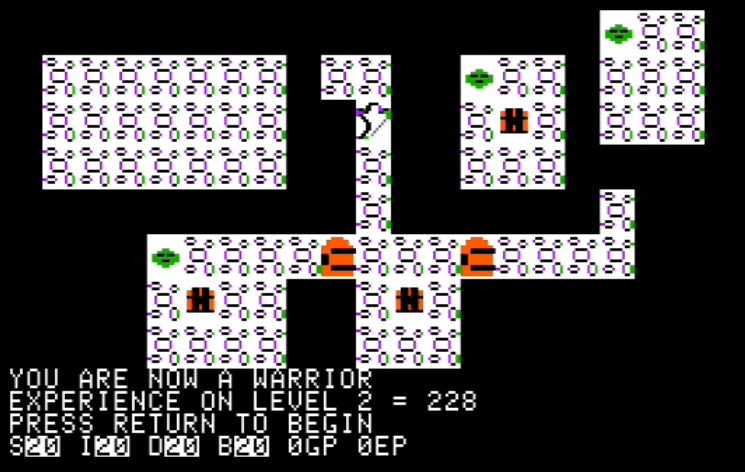 YOU ARE NOW A WARRIOR
EXPERIENCE ON LEVEL 2 = 228
PRESS RETURN TO BEGIN
S20 I20 D20 B20 0GP 0EP